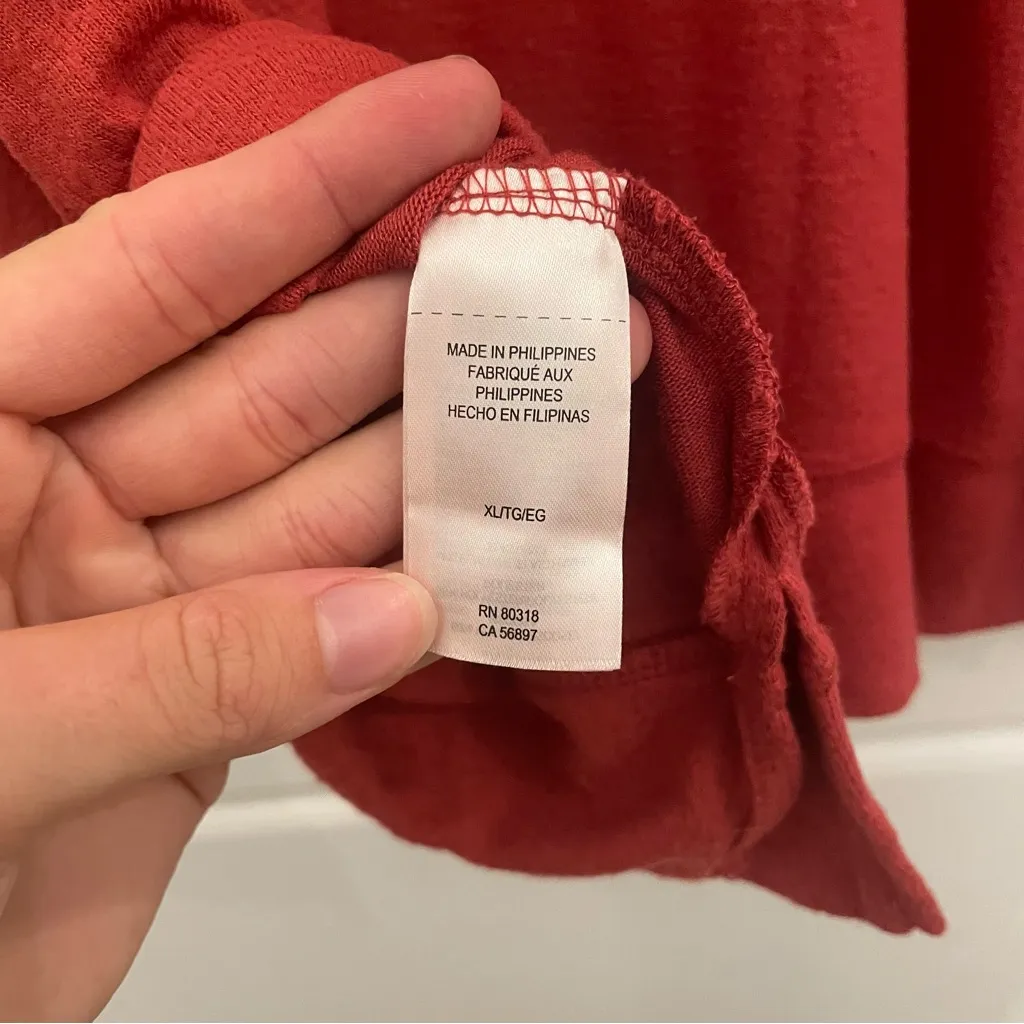 MADE IN PHILIPPINES
FABRIQUÉ AUX
PHILIPPINES
HECHO EN FILIPINAS
XL/TG/EG
RN 80318
CA 56897